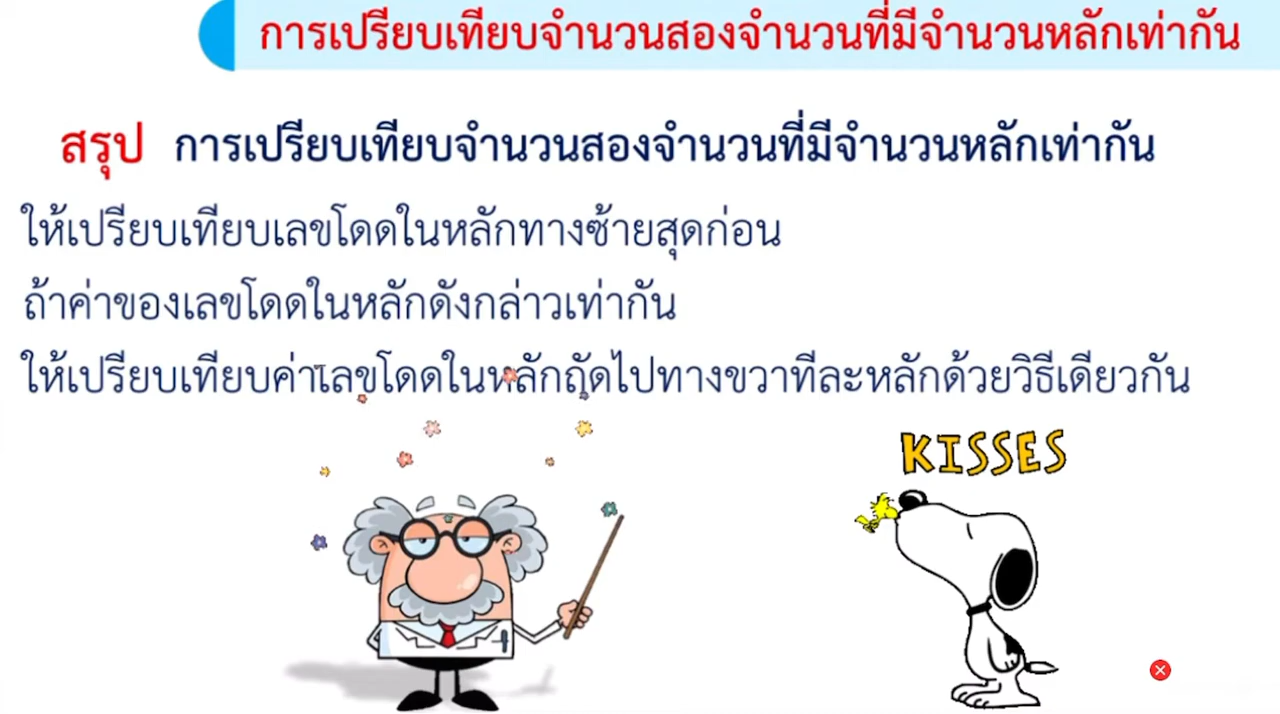 การเปรียบเทียบจำนวนสองจำนวนที่มีจำนวนหลักเท่ากัน
สรุป การเปรียบเทียบจำนวนสองจำนวนที่มีจำนวนหลักเท่ากัน
ให้เปรียบเทียบเลขโดดในหลักทางซ้ายสุดก่อน
ถ้าค่าของเลขโดดในหลักดังกล่าวเท่ากัน
ให้เปรียบเทียบค่าเลขโดดในหลักถัดไปทางขวาทีละหลักด้วยวิธีเดียวกัน
KISSES